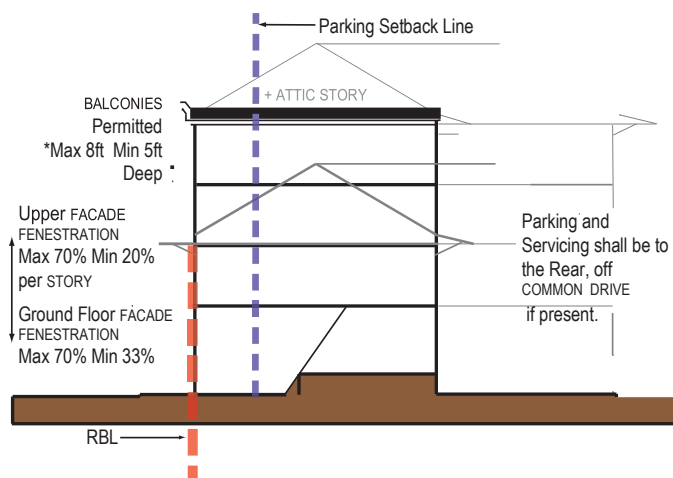 Parking Setback Line
+ ATTIC STORY
BALCONIES
Permitted
*Max 8ft Min 5ft
Deep
Upper FACADE
FENESTRATION
Max 70% Min 20%
per STORY
Ground Floor FACADE
FENESTRATION
Max 70% Min 33%
Parking and
Servicing shall be to
the Rear, off
COMMON DRIVE
if present.
RBL